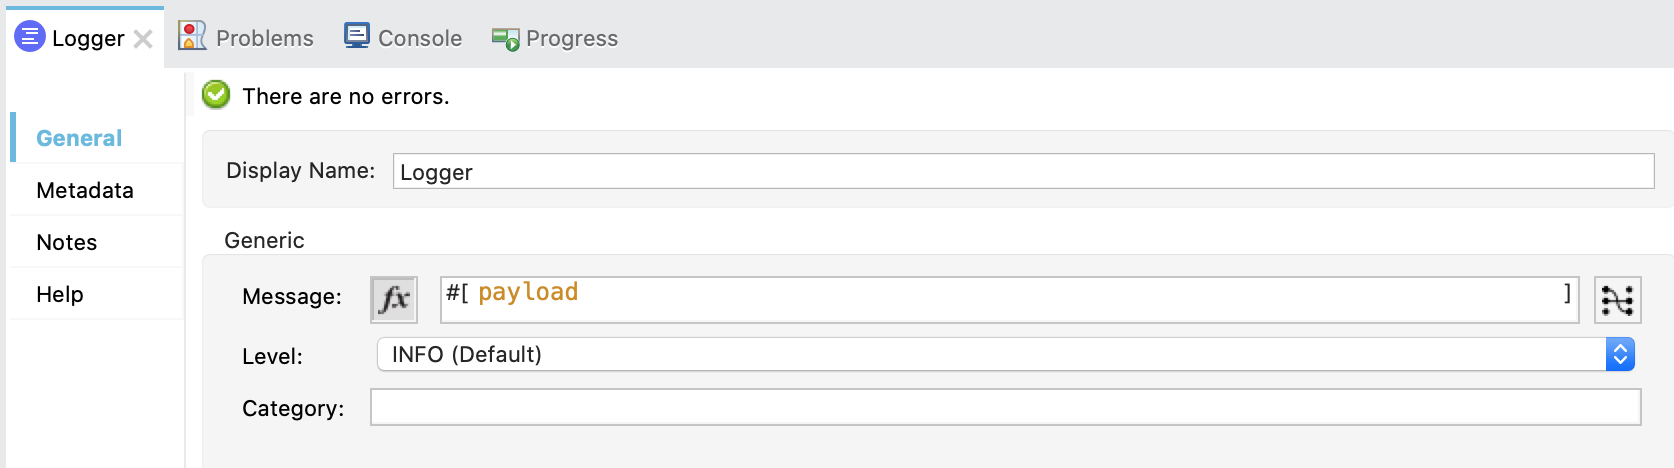 Logger Problems Console Progress
There are no errors.
General
Metadata
Notes
Help
Display Name: Logger
Generic
Message: fx #[ payload ]
Level: INFO (Default)
Category: